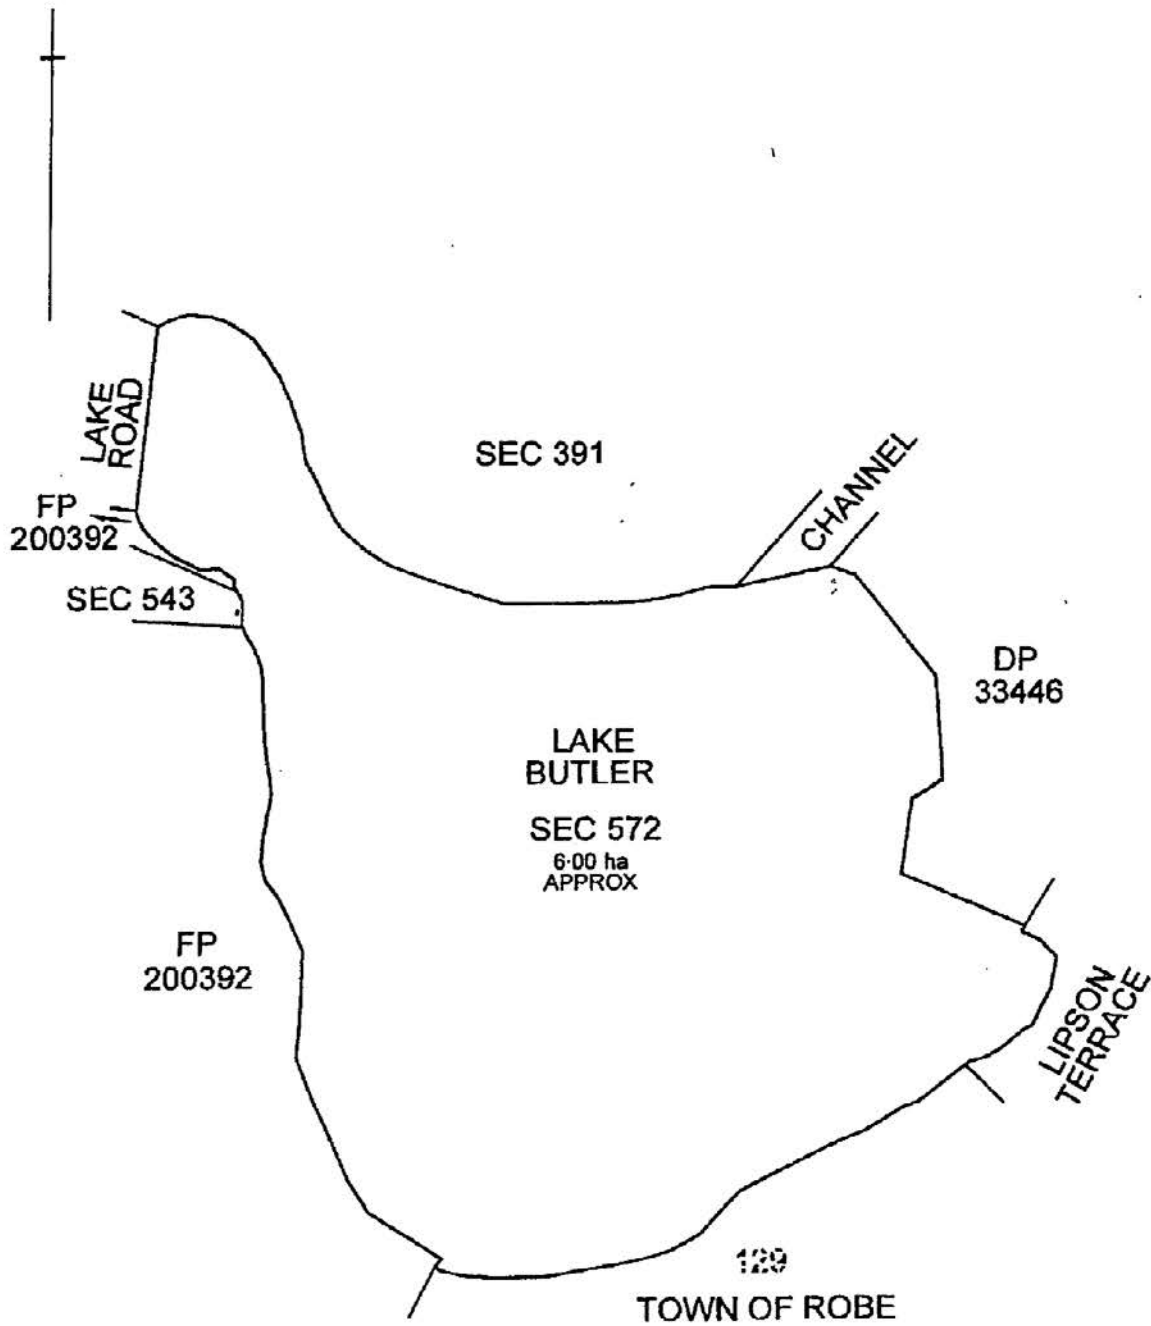 LAKE
ROAD
SEC 391
CHANNEL
FP
200392
SEC 543
DP
33446
LAKE
BUTLER
SEC 572
6·00 ha
APPROX
FP
200392
LIPSON
TERRACE
129
TOWN OF ROBE